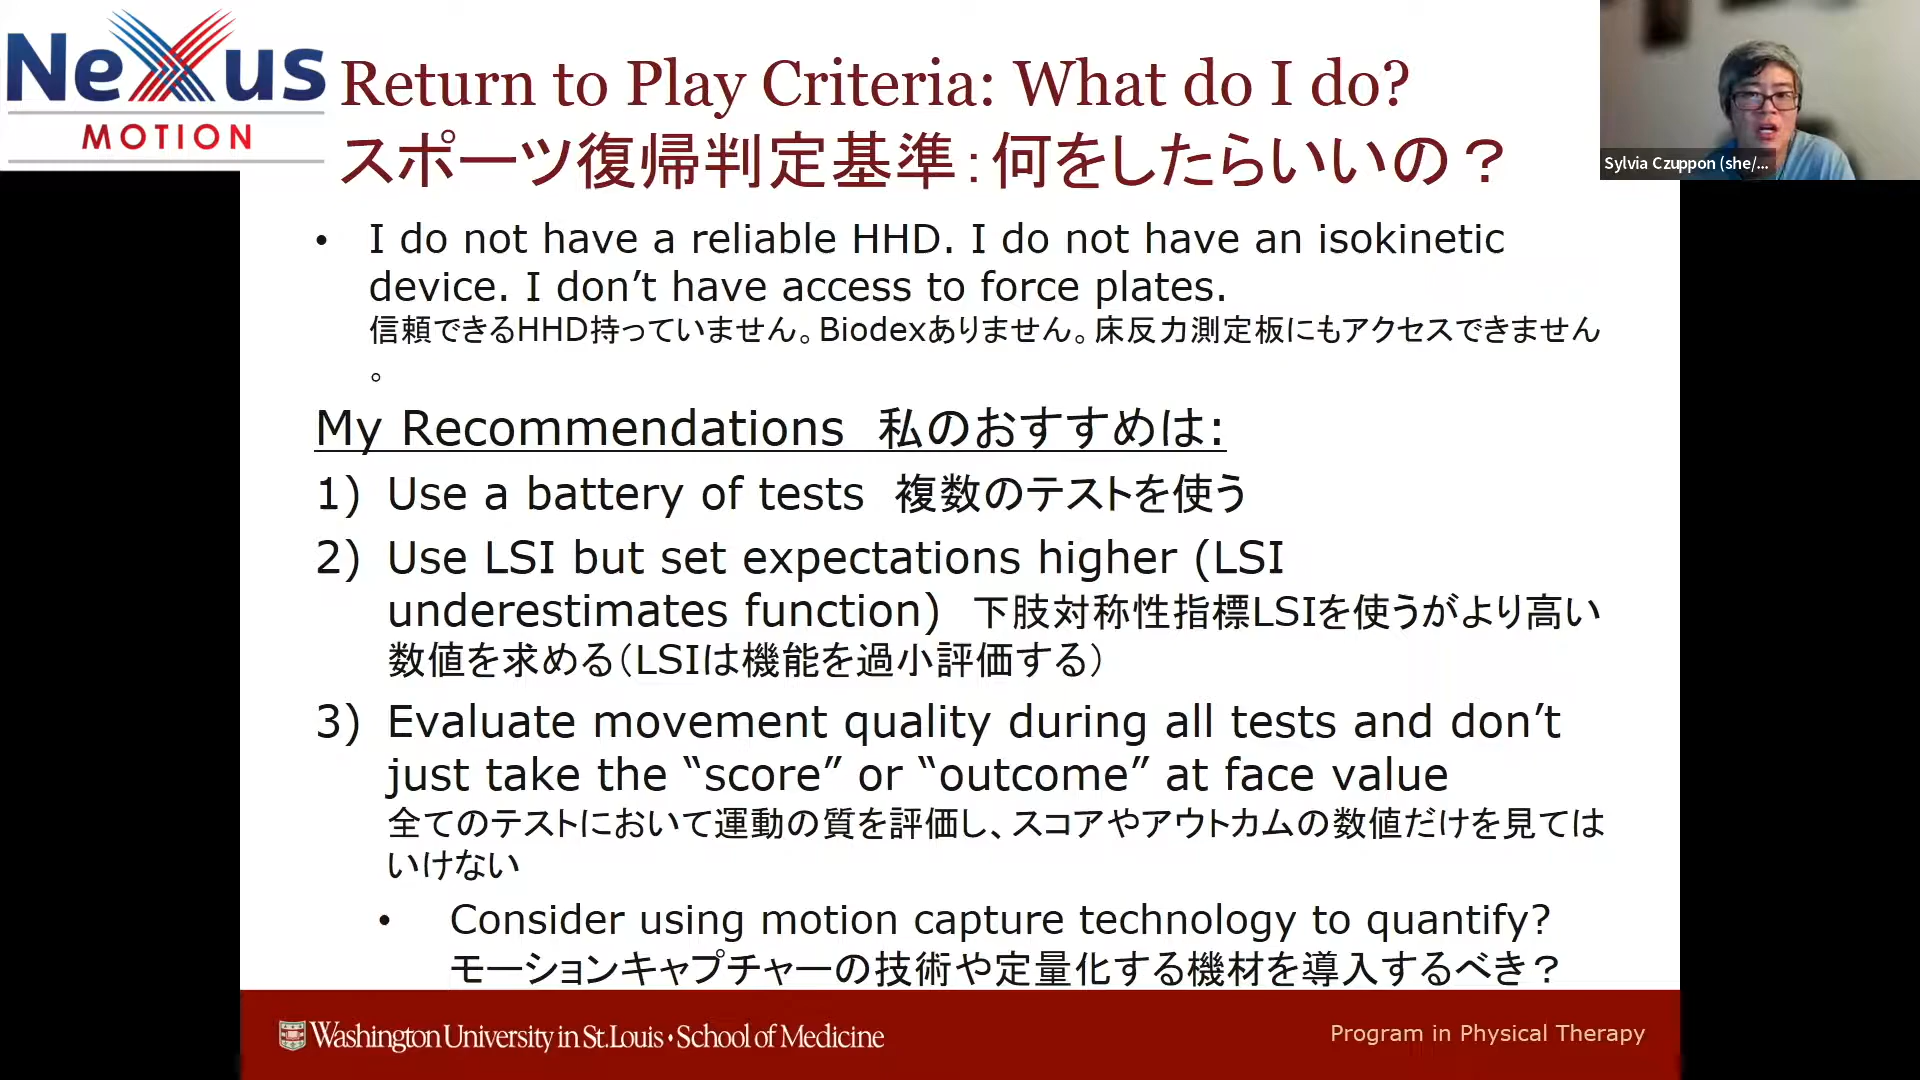 NeXus
MOTION
Return to Play Criteria: What do I do?
スポーツ復帰判定基準：何をしたらいいの？
Sylvia Czuppon (she/...
• I do not have a reliable HHD. I do not have an isokinetic
device. I don’t have access to force plates.
信頼できるHHD持っていません。Biodexありません。床反力測定板にもアクセスできません
。
My Recommendations 私のおすすめは:
1) Use a battery of tests 複数のテストを使う
2) Use LSI but set expectations higher (LSI
underestimates function) 下肢対称性指標LSIを使うがより高い
数値を求める（LSIは機能を過小評価する）
3) Evaluate movement quality during all tests and don’t
just take the “score” or “outcome” at face value
全てのテストにおいて運動の質を評価し、スコアやアウトカムの数値だけを見ては
いけない
• Consider using motion capture technology to quantify?
モーションキャプチャーの技術や定量化する機材を導入するべき？
Washington University in St. Louis • School of Medicine
Program in Physical Therapy